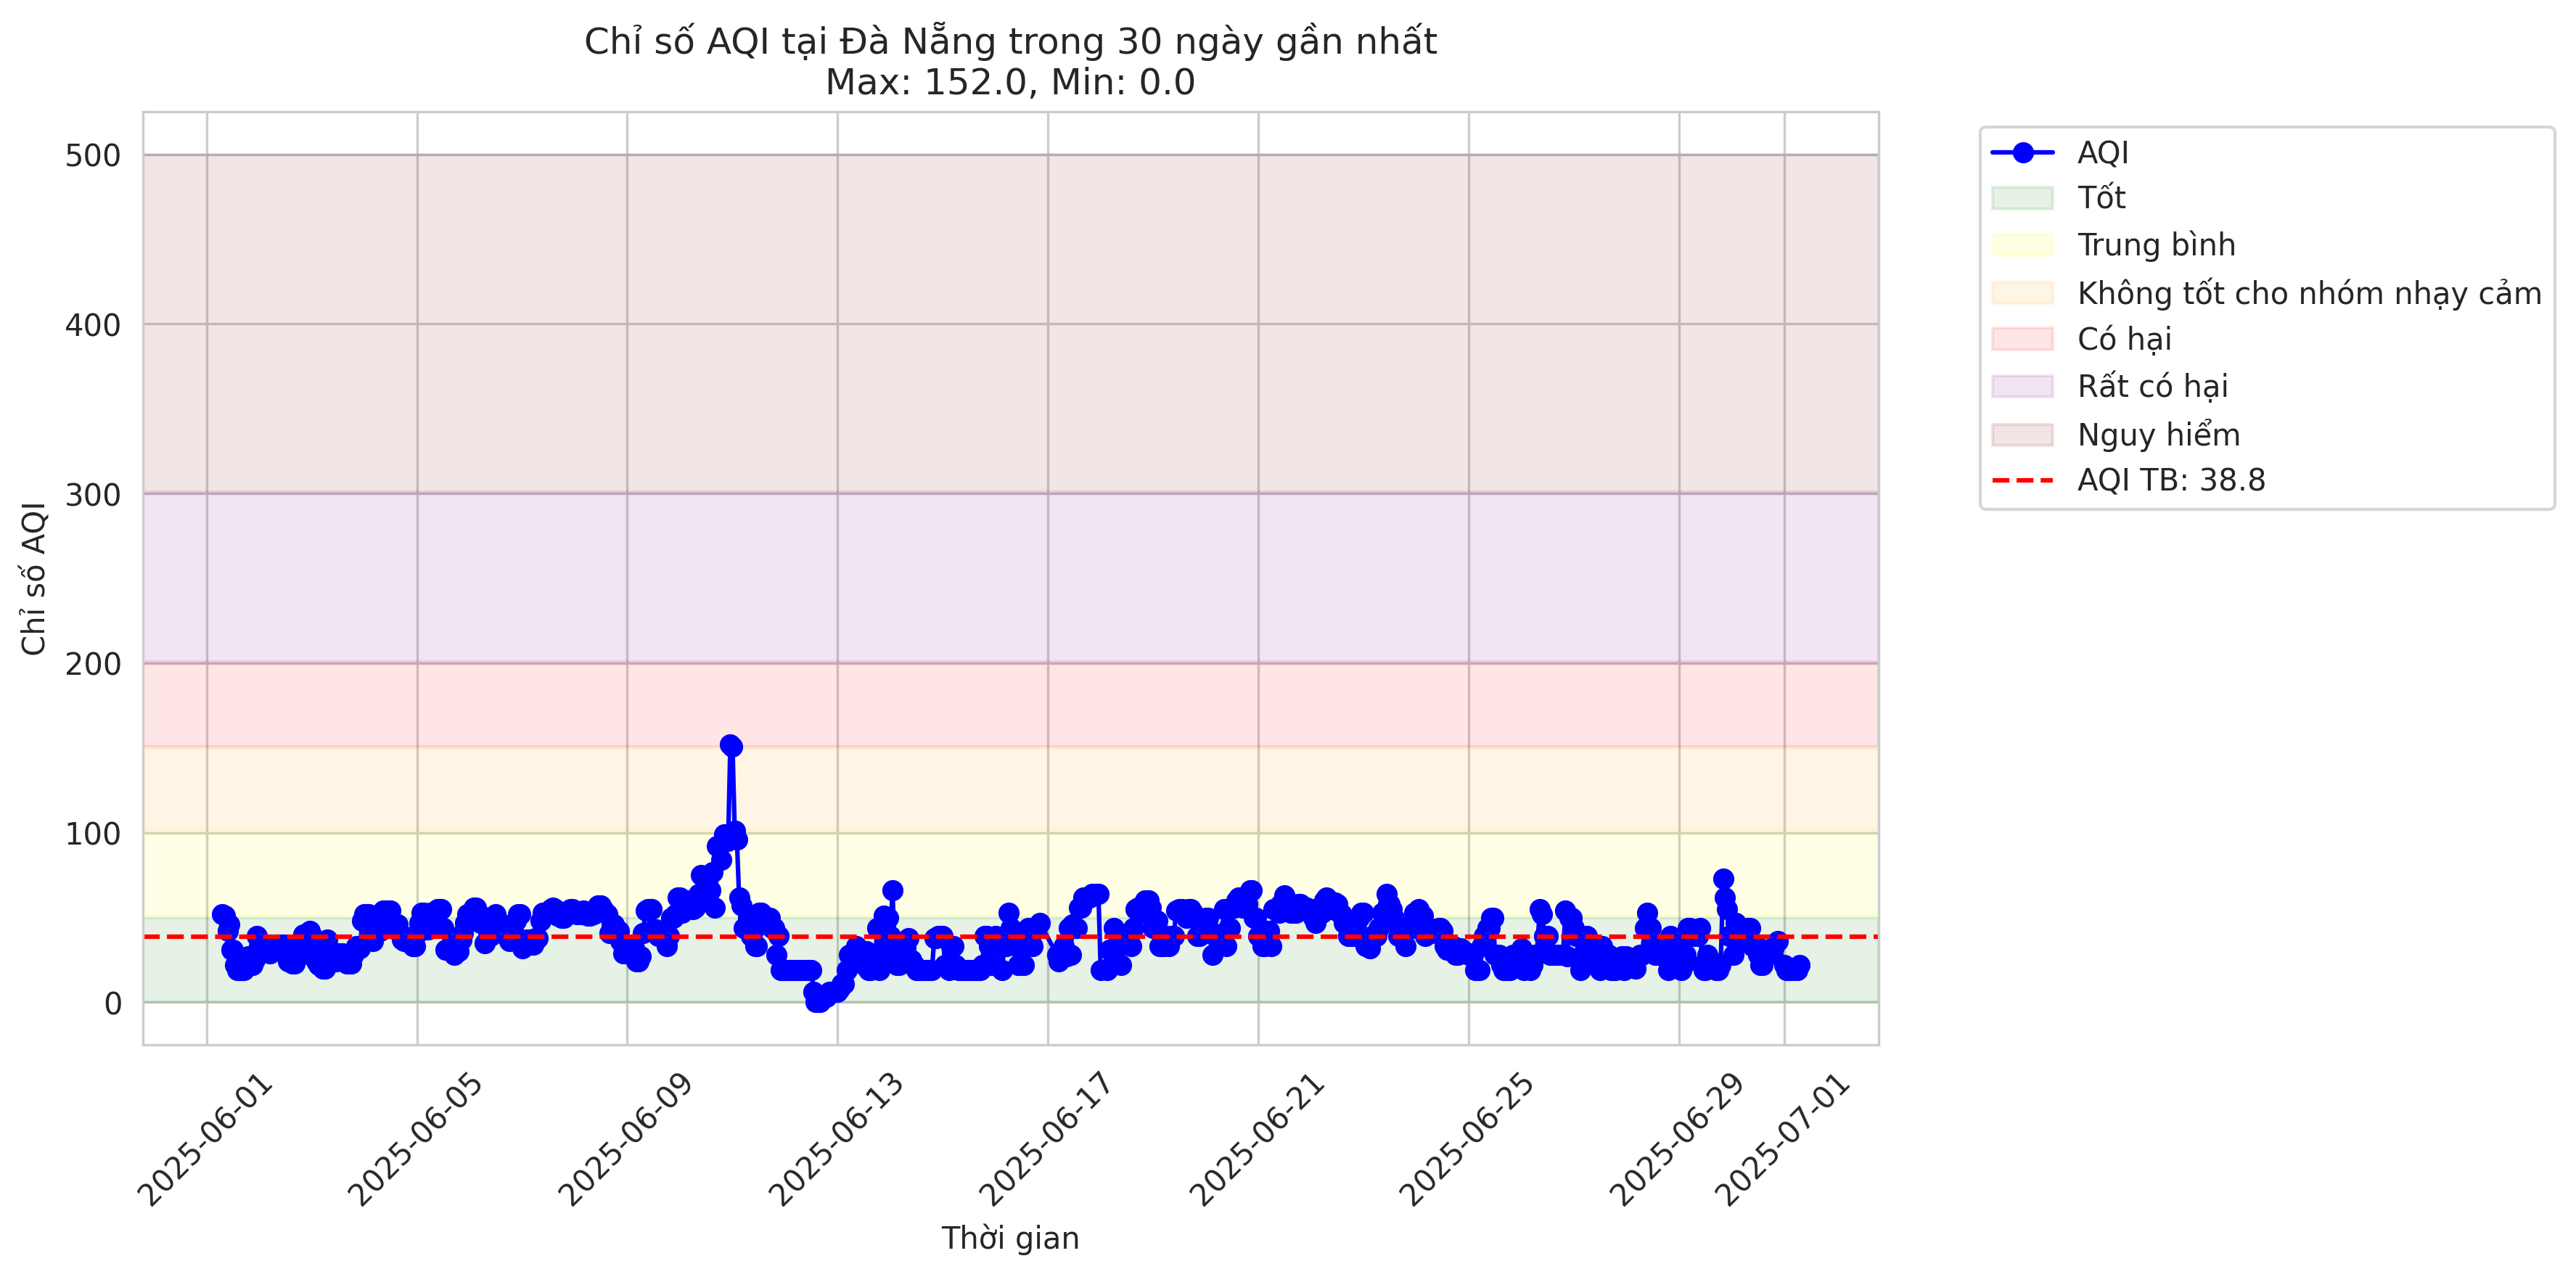 Chỉ số AQI tại Đà Nẵng trong 30 ngày gần nhất
Max: 152.0, Min: 0.0
Chỉ số AQI
500
400
300
200
100
0
2025-06-01
2025-06-05
2025-06-09
2025-06-13
2025-06-17
2025-06-21
2025-06-25
2025-06-29
2025-07-01
Thời gian
AQI
Tốt
Trung bình
Không tốt cho nhóm nhạy cảm
Có hại
Rất có hại
Nguy hiểm
AQI TB: 38.8